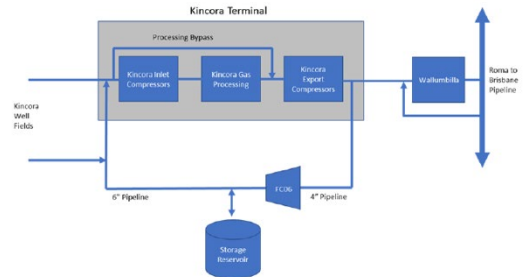 Kincora Terminal
Processing Bypass
Kincora Inlet
Compressors
Kincora Gas
Processing
Kincora
Export
Compressors
Wallumbilla
Roma to
Brisbane
Pipeline
Kincora
Well
Fields
6" Pipeline
FC06
4" Pipeline
Storage
Reservoir